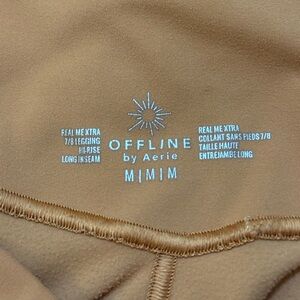 REAL ME XTRA
7/8 LEGGING
HI-RISE
LONG INSEAM
OFFLINE
by Aerie
M|M|M
REAL ME XTRA
COLLANT SANS PIEDS 7/8
TAILLE HAUTE
ENTREJAMBE LONG